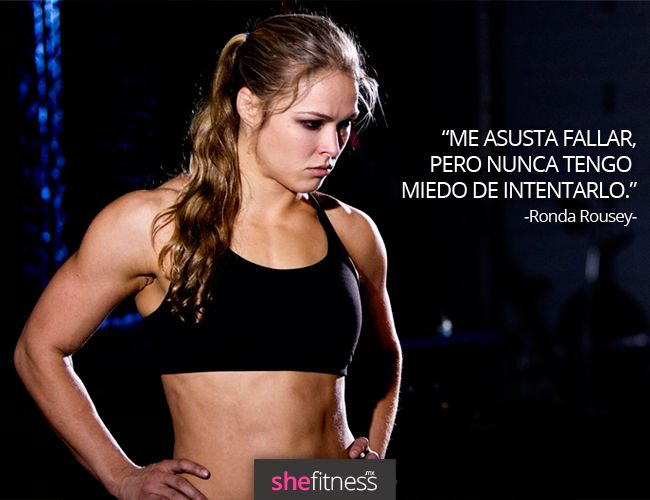 “ME ASUSTA FALLAR,
PERO NUNCA TENGO
MIEDO DE INTENTARLO.”
-Ronda Rousey-
shefitness.mx